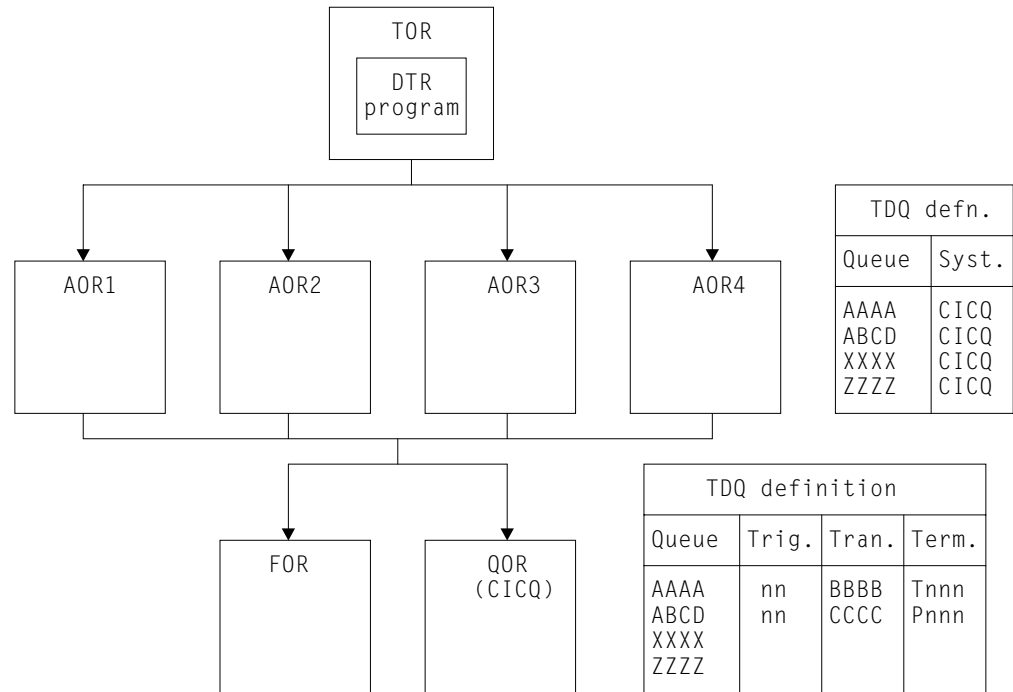 TOR
DTR
program
AOR1
AOR2
AOR3
AOR4
TDQ defn.
Queue Syst.
AAAA CICQ
ABCD CICQ
XXXX CICQ
ZZZZ CICQ
FOR
QOR
(CICQ)
TDQ definition
Queue Trig. Tran. Term.
AAAA nn BBBB Tnnn
ABCD nn CCCC Pnnn
XXXX
ZZZZ